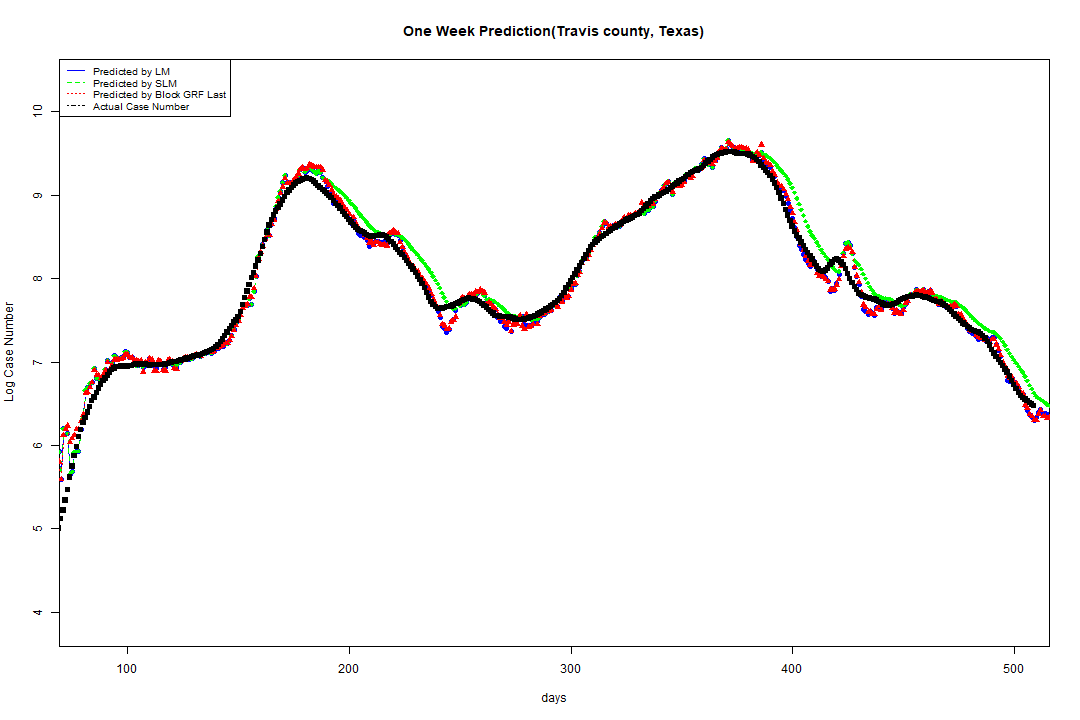 One Week Prediction(Travis county, Texas)
Predicted by LM
Predicted by SLM
Predicted by Block GRF Last
Actual Case Number
10
9
8
7
6
5
4
Log Case Number
100 200 300 400 500
days